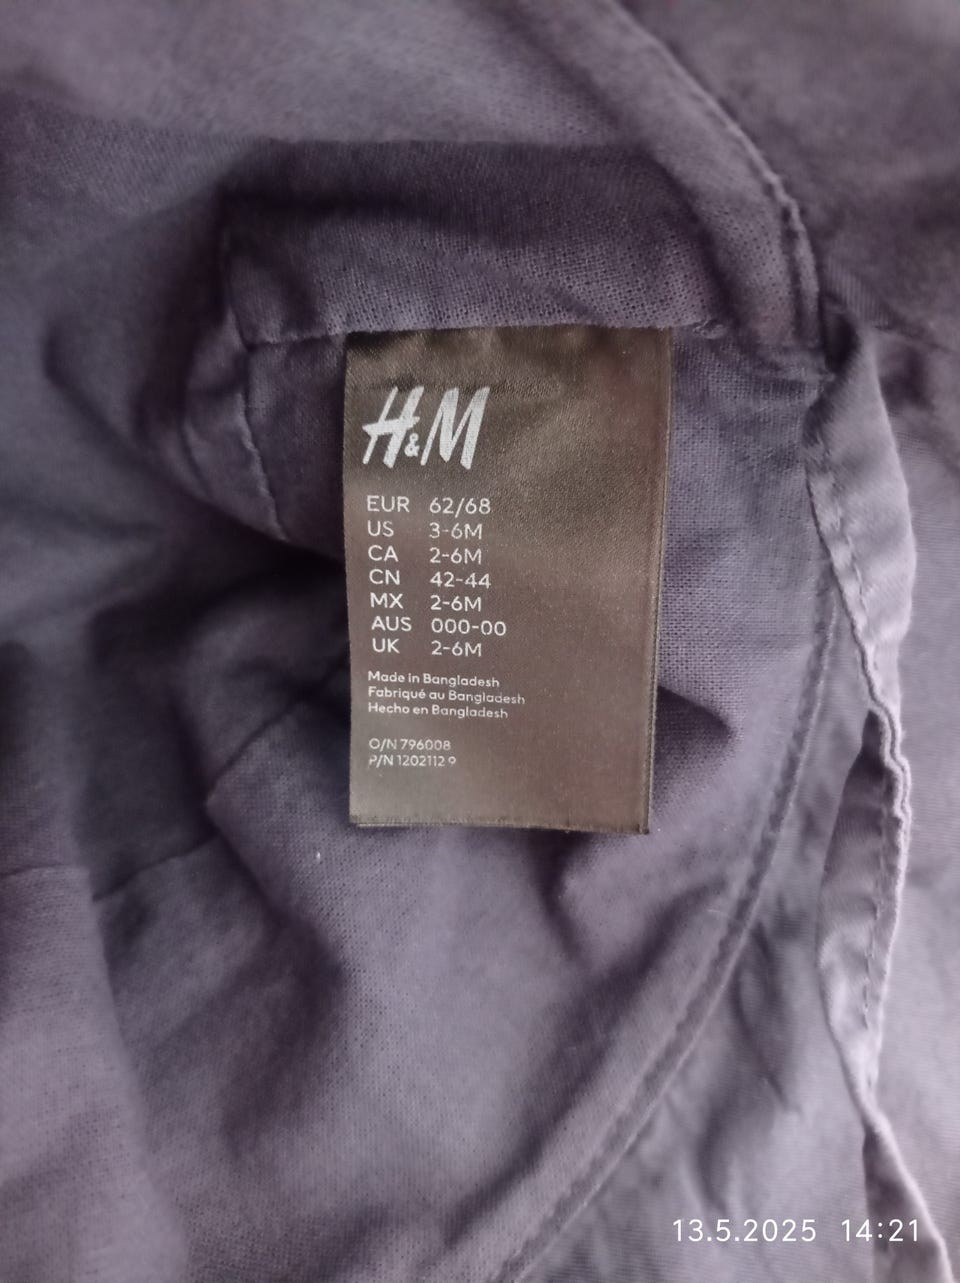 H&M
EUR 62/68
US 3-6M
CA 2-6M
CN 42-44
MX 2-6M
AUS 000-00
UK 2-6M
Made in Bangladesh
Fabriqué au Bangladesh
Hecho en Bangladesh
O/N 796008
P/N 1202112 9
13.5.2025 14:21